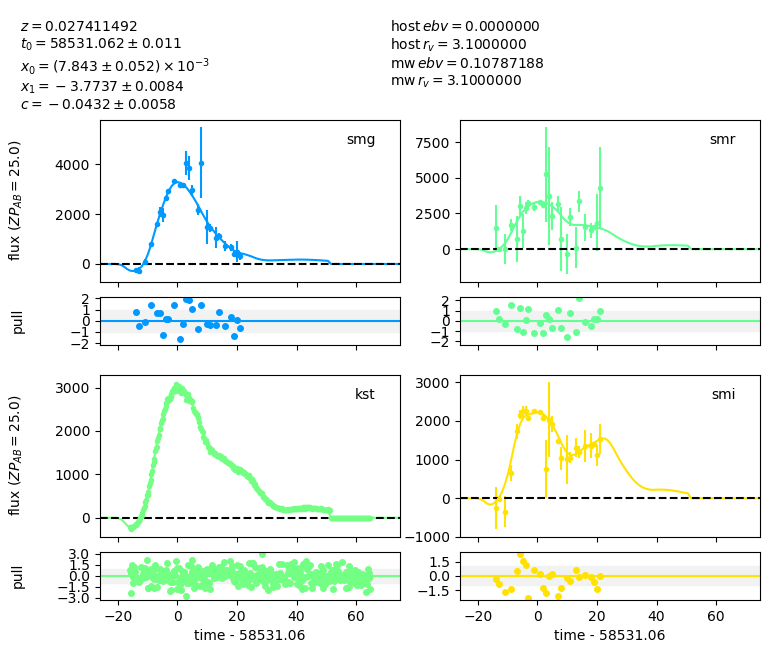 z = 0.027411492
t₀ = 58531.062 ± 0.011
x₀ = (7.843 ± 0.052) × 10⁻³
x₁ = −3.7737 ± 0.0084
c = −0.0432 ± 0.0058
host ebv = 0.0000000
host r_v = 3.1000000
mw ebv = 0.10787188
mw r_v = 3.1000000
flux (ZP_AB = 25.0)
4000
2000
0
smg
7500
5000
2500
0
smr
pull
2
1
0
−1
−2
2
1
0
−1
−2
flux (ZP_AB = 25.0)
3000
2000
1000
0
kst
3000
2000
1000
0
−1000
smi
pull
3.0
1.5
0.0
−1.5
−3.0
1.5
0.0
−1.5
−20 0 20 40 60
time - 58531.06
−20 0 20 40 60
time - 58531.06